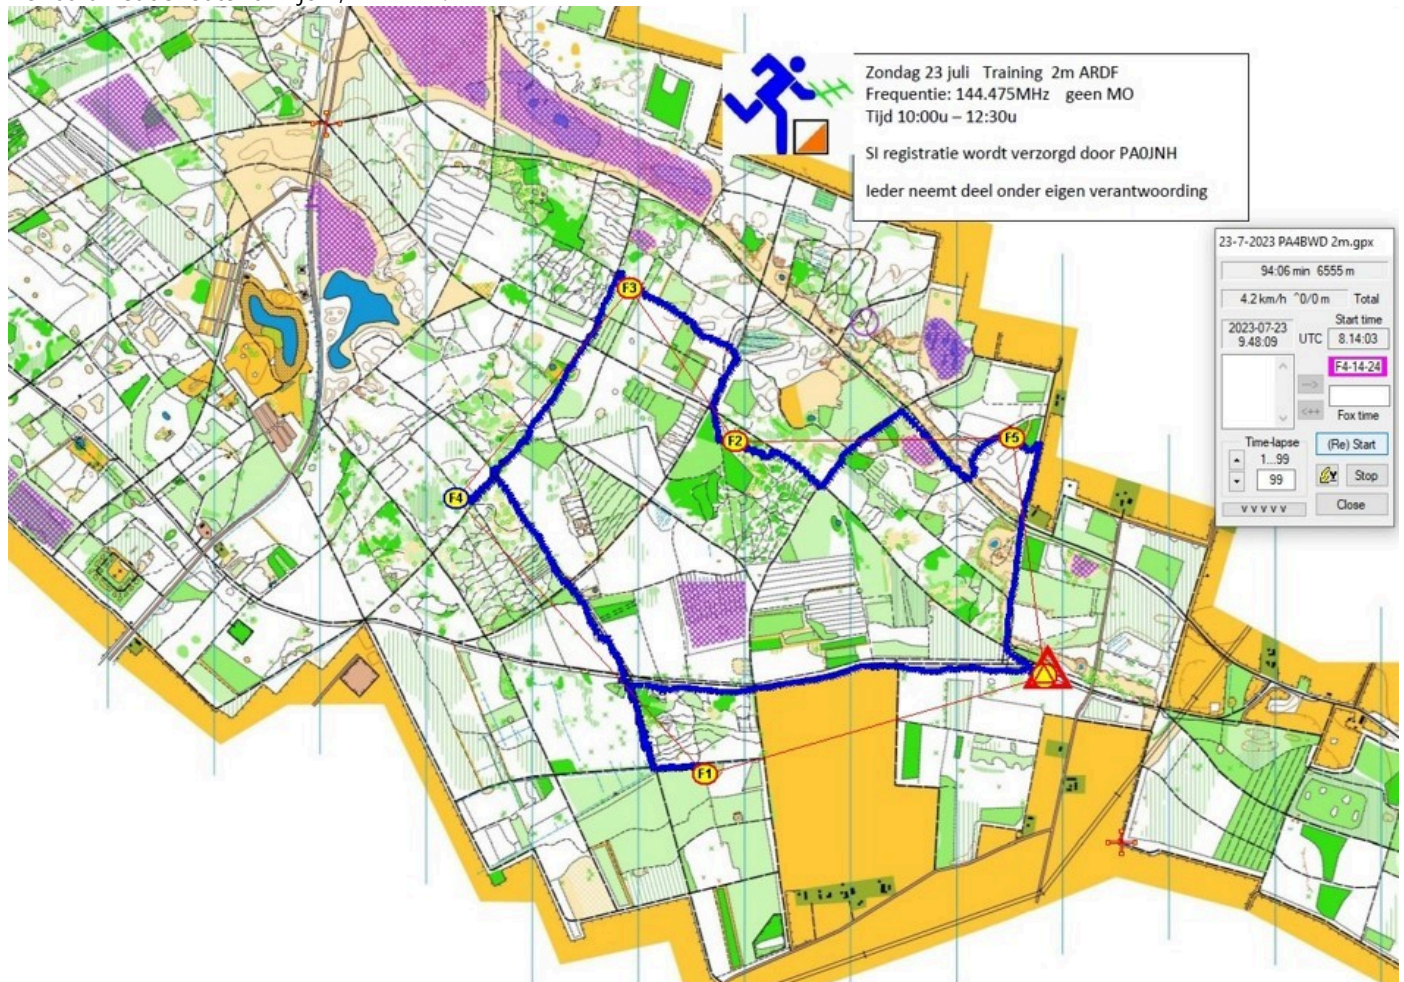 Zondag 23 juli Training 2m ARDF
Frequentie: 144.475MHz geen MO
Tijd 10:00u – 12:30u
SI registratie wordt verzorgd door PA0JNH
Ieder neemt deel onder eigen verantwoording
23-7-2023 PA4BWD 2m.gpx
94:06 min 6555 m
4.2 km/h ^0/0 m Total
Start time
2023-07-23
9.48:09 UTC 8.14:03
F4-14-24
-->
<++
Fox time
Time-lapse
(Re) Start
1...99
99
Stop
v v v v v
Close
F3
F2
F5
F4
F1